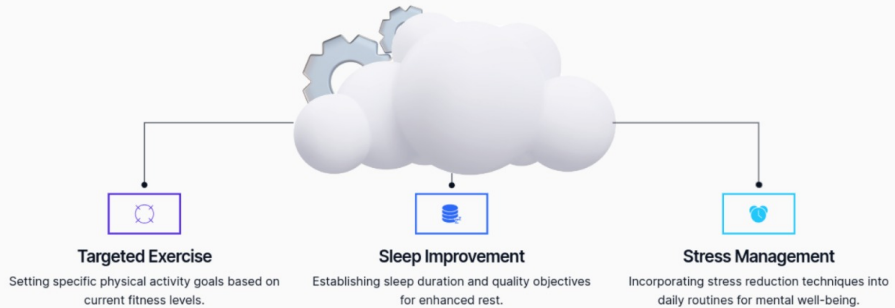 Targeted Exercise
Setting specific physical activity goals based on
current fitness levels.
Sleep Improvement
Establishing sleep duration and quality objectives
for enhanced rest.
Stress Management
Incorporating stress reduction techniques into
daily routines for mental well-being.